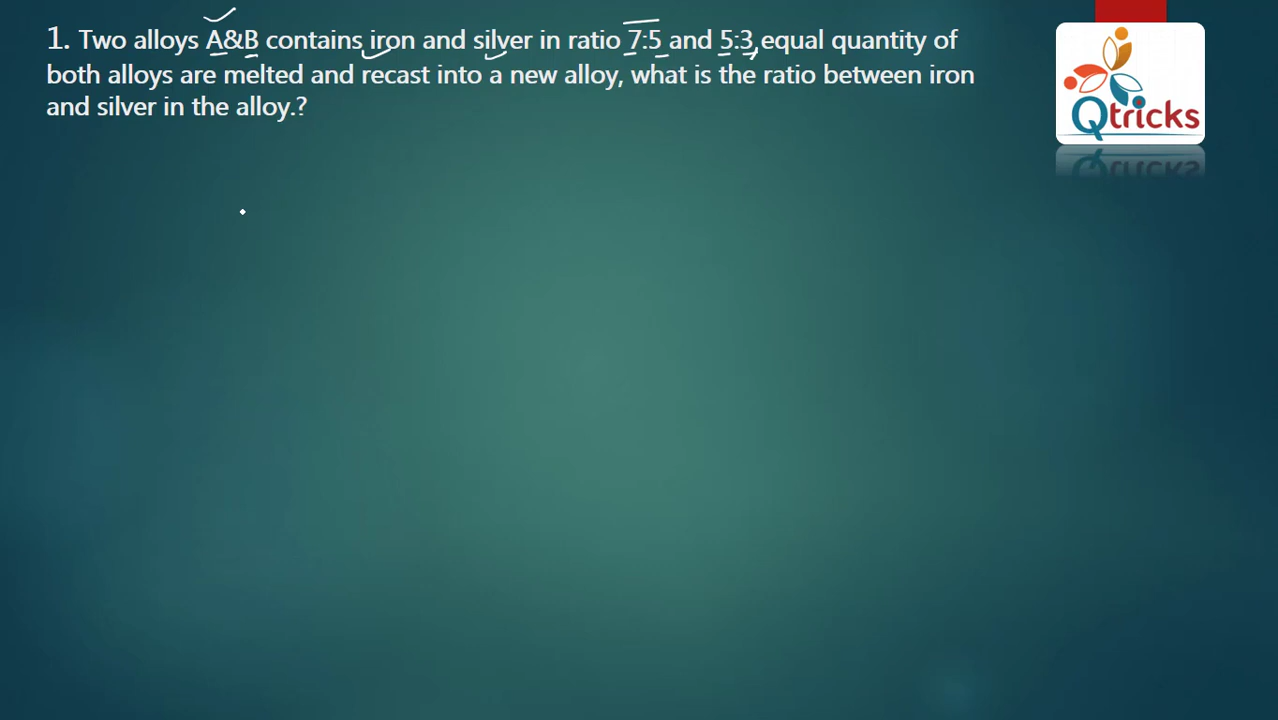 1. Two alloys A&B contains iron and silver in ratio 7:5 and 5:3,equal quantity of
both alloys are melted and recast into a new alloy, what is the ratio between iron
and silver in the alloy.?
Qtricks